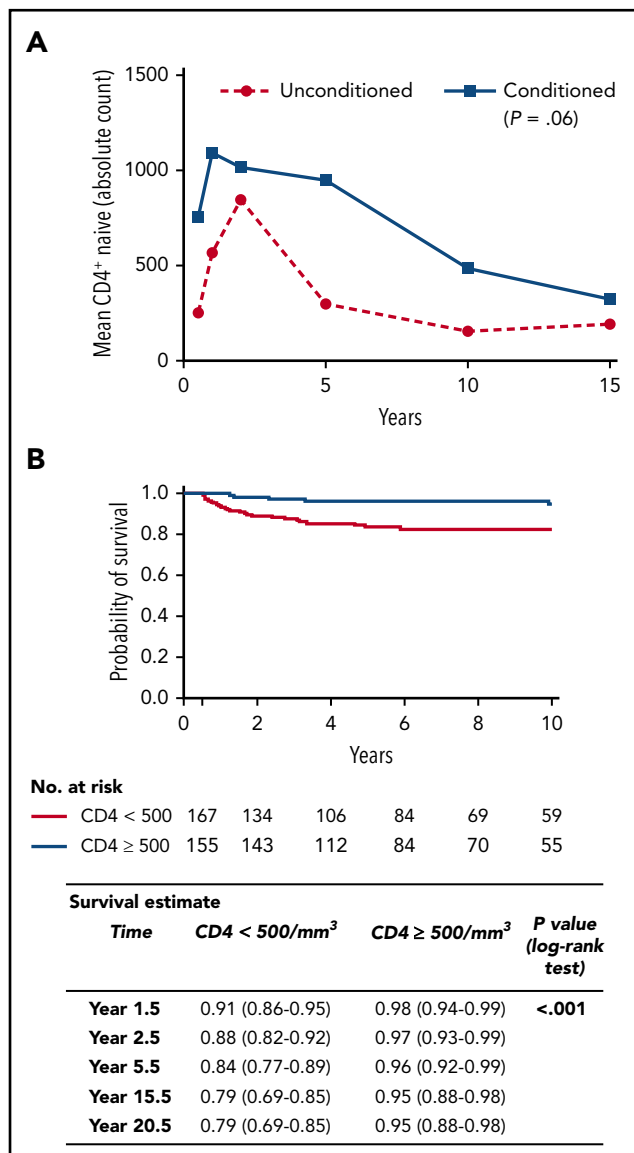 A
1500
Unconditioned
Conditioned
(P = .06)
1000
500
0
Mean CD4+ naive (absolute count)
0 5 10 15
Years
B
1.0
0.8
0.6
0.4
0.2
0.0
Probability of survival
0 2 4 6 8 10
Years
No. at risk
CD4 < 500 167 134 106 84 69 59
CD4 ≥ 500 155 143 112 84 70 55
Survival estimate
Time CD4 < 500/mm³ CD4 ≥ 500/mm³ P value
(log-rank
test)
Year 1.5 0.91 (0.86-0.95) 0.98 (0.94-0.99) <.001
Year 2.5 0.88 (0.82-0.92) 0.97 (0.93-0.99)
Year 5.5 0.84 (0.77-0.89) 0.96 (0.92-0.99)
Year 15.5 0.79 (0.69-0.85) 0.95 (0.88-0.98)
Year 20.5 0.79 (0.69-0.85) 0.95 (0.88-0.98)